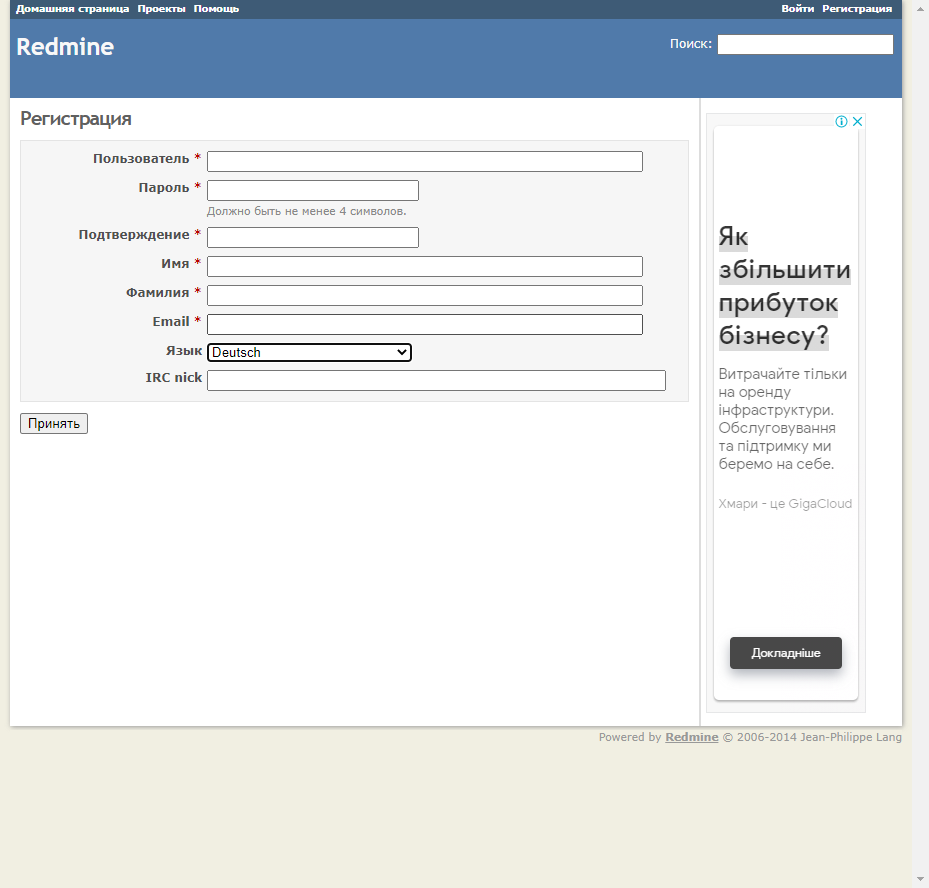 Домашняя страница Проекты Помощь Войти Регистрация
Redmine
Поиск:
Регистрация
Пользователь *
Пароль *
Должно быть не менее 4 символов.
Подтверждение *
Имя *
Фамилия *
Email *
Язык Deutsch
IRC nick
Принять
Як
збільшити
прибуток
бізнесу?
Витрачайте тільки
на оренду
інфраструктури.
Обслуговування
та підтримку ми
беремо на себе.
Хмари - це GigaCloud
Докладніше
Powered by Redmine © 2006-2014 Jean-Philippe Lang